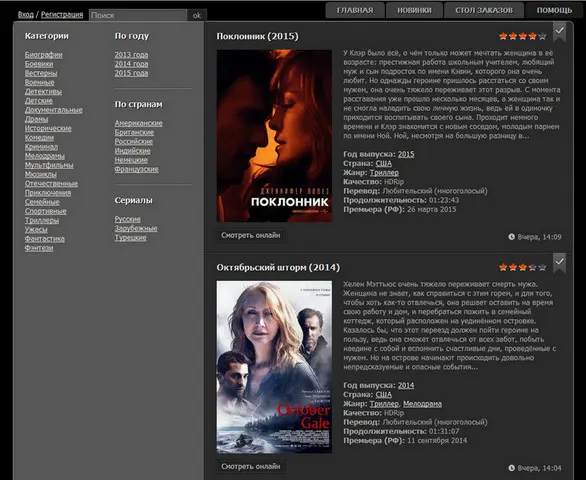 Вход / Регистрация
Поиск
ok
ГЛАВНАЯ
НОВИНКИ
СТОЛ ЗАКАЗОВ
ПОМОЩЬ
Категории
Биографии
Боевики
Вестерны
Военные
Детективы
Детские
Документальные
Драмы
Исторические
Комедии
Криминал
Мелодрамы
Мультфильмы
Мюзиклы
Отечественные
Приключения
Семейные
Спортивные
Триллеры
Ужасы
Фантастика
Фэнтези
По году
2013 года
2014 года
2015 года
По странам
Американские
Британские
Российские
Индийские
Немецкие
Французские
Сериалы
Русские
Зарубежные
Турецкие
Поклонник (2015)
ДЖЕННИФЕР ЛОПЕЗ
ПОКЛОННИК
Смотреть онлайн
У Клэр было всё, о чём только может мечтать женщина в её
возрасте: престижная работа школьным учителем, любящий
муж и сын подросток по имени Кэвин, которого она очень
любит. Но однажды героине пришлось расстаться со своим
мужем, она очень тяжело переживает этот разрыв. С момента
расставания уже прошло несколько месяцев, а женщина так и
не смогла наладить свою личную жизнь, ведь ей в одиночку
приходится воспитывать своего сына. Проходит немного
времени и Клэр знакомится с новым соседом, молодым парнем
по имени Ной. Ной, несмотря на большую разницу в...
Год выпуска: 2015
Страна: США
Жанр: Триллер
Качество: HDRip
Перевод: Любительский (многоголосый)
Продолжительность: 01:23:43
Премьера (РФ): 26 марта 2015
Вчера, 14:09
Октябрьский шторм (2014)
October
Gale
Смотреть онлайн
Хелен Мэттьюс очень тяжело переживает смерть мужа.
Женщина не знает, как справиться с этим горем, и для того,
чтобы хоть как-то отвлечься, она решает оставить на время
свою работу и дом, и перебраться пожить в семейный
коттедж, который расположен на уединённом островке.
Казалось бы, что этот переезд должен пойти героине на
пользу, ведь она сможет отвлечься от всех забот, побыть
наедине с собой и вспомнить счастливые дни, проведённые с
мужем. Но на острове начинают происходить довольно
непредсказуемые и опасные события...
Год выпуска: 2014
Страна: США
Жанр: Триллер, Мелодрама
Качество: HDRip
Перевод: Любительский (многоголосый)
Продолжительность: 01:31:07
Премьера (РФ): 11 сентября 2014
Вчера, 14:04